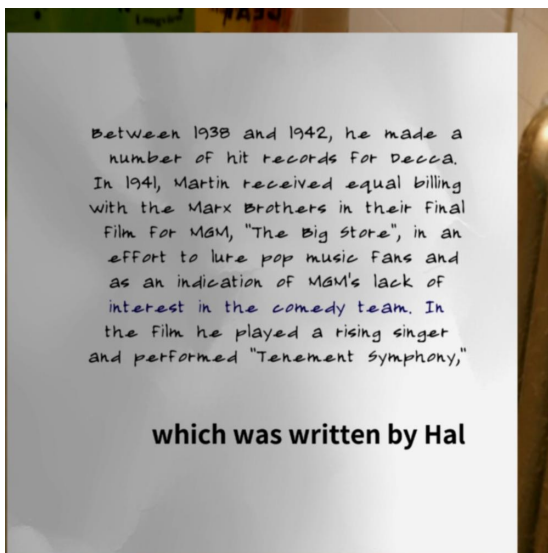 Between 1938 and 1942, he made a
number of hit records for Decca.
In 1941, Martin received equal billing
with the Marx Brothers in their final
film for MGM, "The Big Store", in an
effort to lure pop music fans and
as an indication of MGM's lack of
interest in the comedy team. In
the film he played a rising singer
and performed "Tenement Symphony,"
which was written by Hal